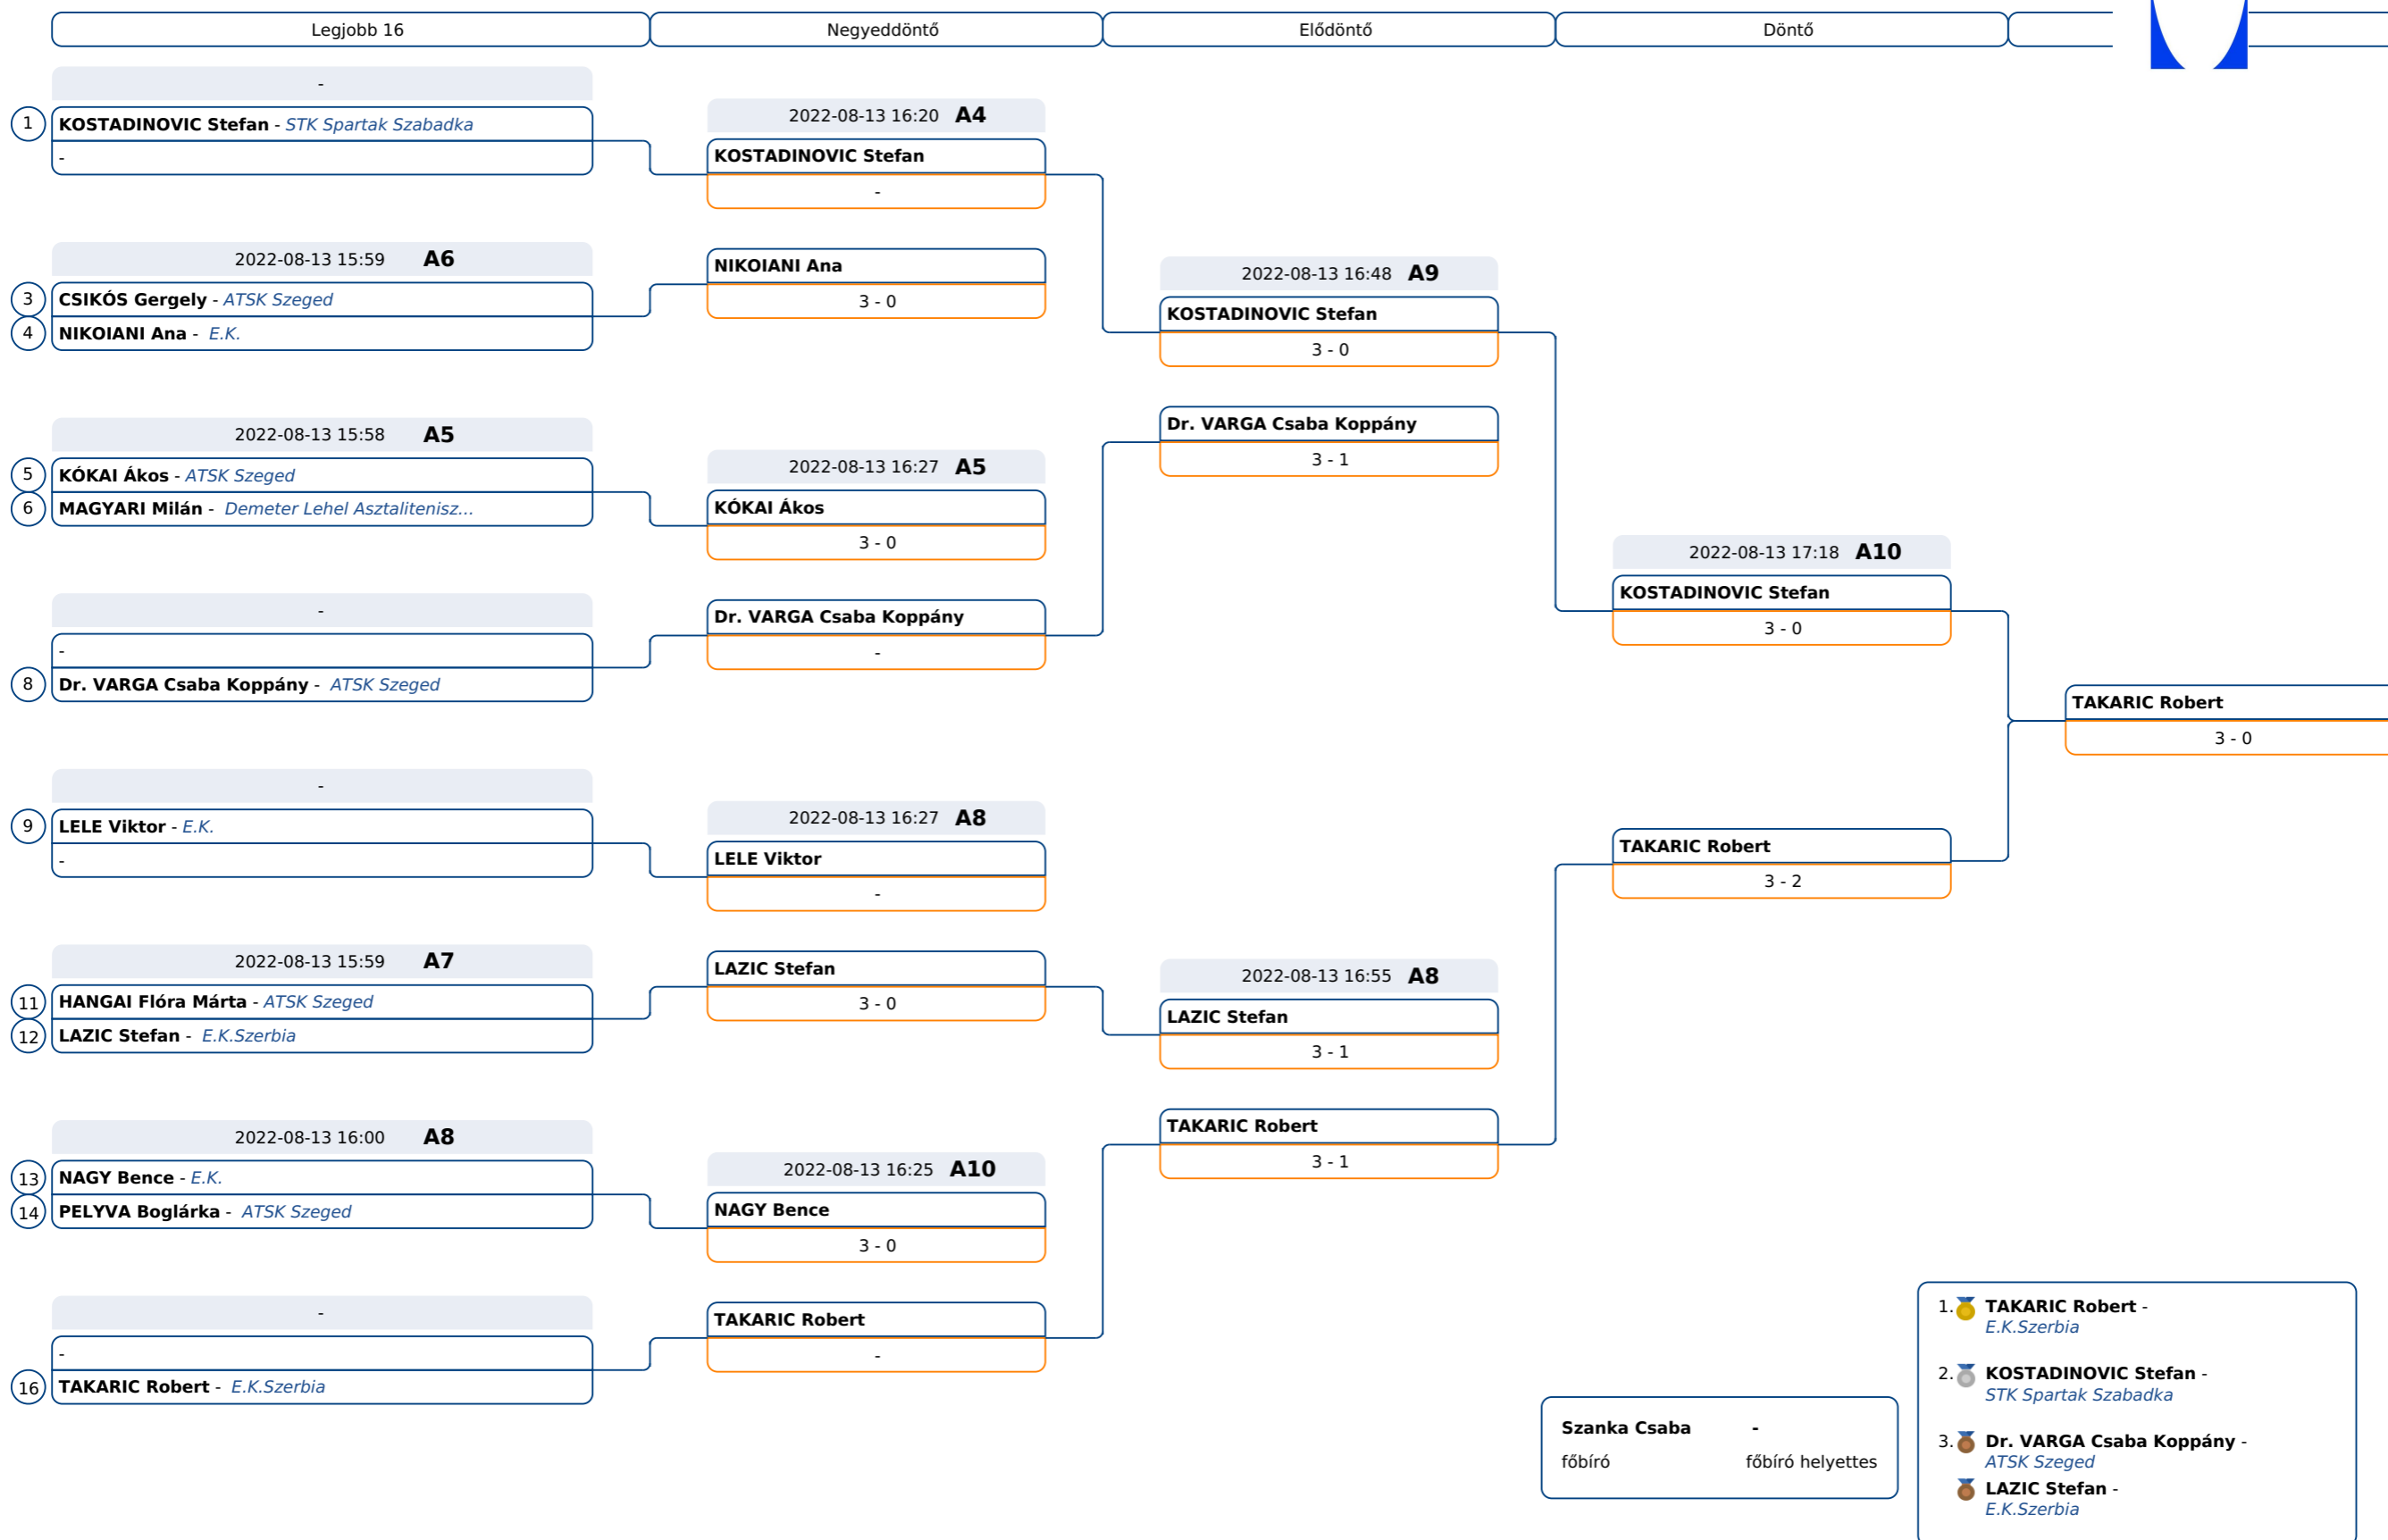 Legjobb 16
Negyeddöntő
Elődöntő
Döntő
-
1
KOSTADINOVIC Stefan - STK Spartak Szabadka
-
2022-08-13 15:59 A6
3
CSIKÓS Gergely - ATSK Szeged
4
NIKOIANI Ana - E.K.
2022-08-13 15:58 A5
5
KÓKAI Ákos - ATSK Szeged
6
MAGYARI Milán - Demeter Lehel Asztalitenisz...
-
-
8
Dr. VARGA Csaba Koppány - ATSK Szeged
-
9
LELE Viktor - E.K.
-
2022-08-13 15:59 A7
11
HANGAI Flóra Márta - ATSK Szeged
12
LAZIC Stefan - E.K.Szerbia
2022-08-13 16:00 A8
13
NAGY Bence - E.K.
14
PELYVA Boglárka - ATSK Szeged
-
-
16
TAKARIC Robert - E.K.Szerbia
2022-08-13 16:20 A4
KOSTADINOVIC Stefan
-
NIKOIANI Ana
3 - 0
2022-08-13 16:27 A5
KÓKAI Ákos
3 - 0
Dr. VARGA Csaba Koppány
-
2022-08-13 16:27 A8
LELE Viktor
-
LAZIC Stefan
3 - 0
2022-08-13 16:25 A10
NAGY Bence
3 - 0
TAKARIC Robert
-
2022-08-13 16:48 A9
KOSTADINOVIC Stefan
3 - 0
Dr. VARGA Csaba Koppány
3 - 1
2022-08-13 16:55 A8
LAZIC Stefan
3 - 1
TAKARIC Robert
3 - 1
2022-08-13 17:18 A10
KOSTADINOVIC Stefan
3 - 0
TAKARIC Robert
3 - 2
TAKARIC Robert
3 - 0
Szanka Csaba -
főbíró főbíró helyettes
1. TAKARIC Robert -
E.K.Szerbia
2. KOSTADINOVIC Stefan -
STK Spartak Szabadka
3. Dr. VARGA Csaba Koppány -
ATSK Szeged
LAZIC Stefan -
E.K.Szerbia